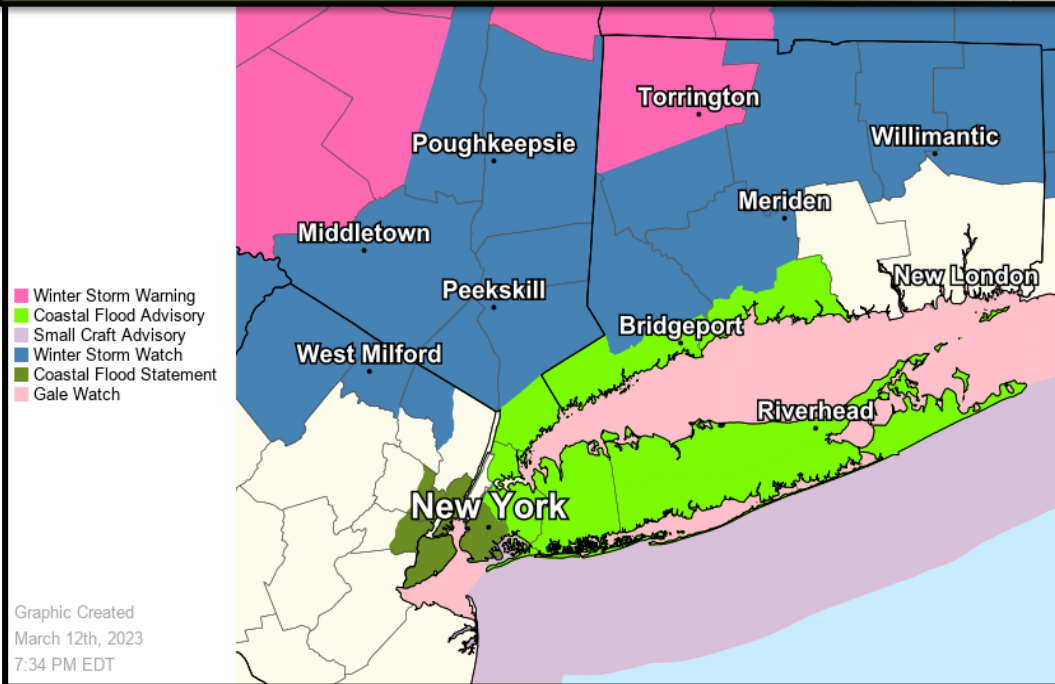 Torrington
Poughkeepsie
Willimantic
Meriden
Middletown
New London
Peekskill
Bridgeport
West Milford
Riverhead
New York
Winter Storm Warning
Coastal Flood Advisory
Small Craft Advisory
Winter Storm Watch
Coastal Flood Statement
Gale Watch
Graphic Created
March 12th, 2023
7:34 PM EDT